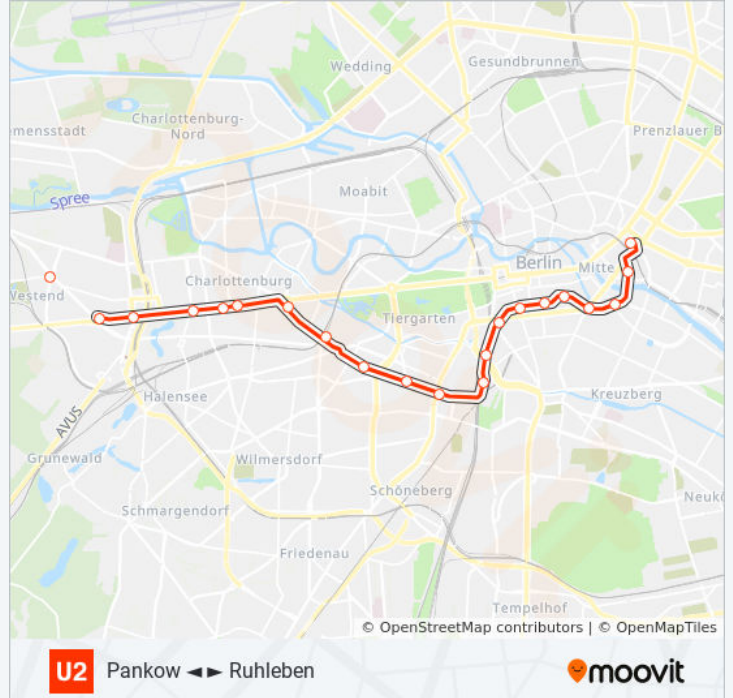 Wedding
Gesundbrunnen
emensstadt
Charlottenburg-
Nord
Prenzlauer B
Moabit
Spree
Berlin
Mitte
Westend
Charlottenburg
Tiergarten
Halensee
Kreuzberg
AVUS
Grunewald
Wilmersdorf
Schöneberg
Neukö
Schmargendorf
Friedenau
Tempelhof
© OpenStreetMap contributors | © OpenMapTiles
U2 Pankow ◄ ► Ruhleben moovit